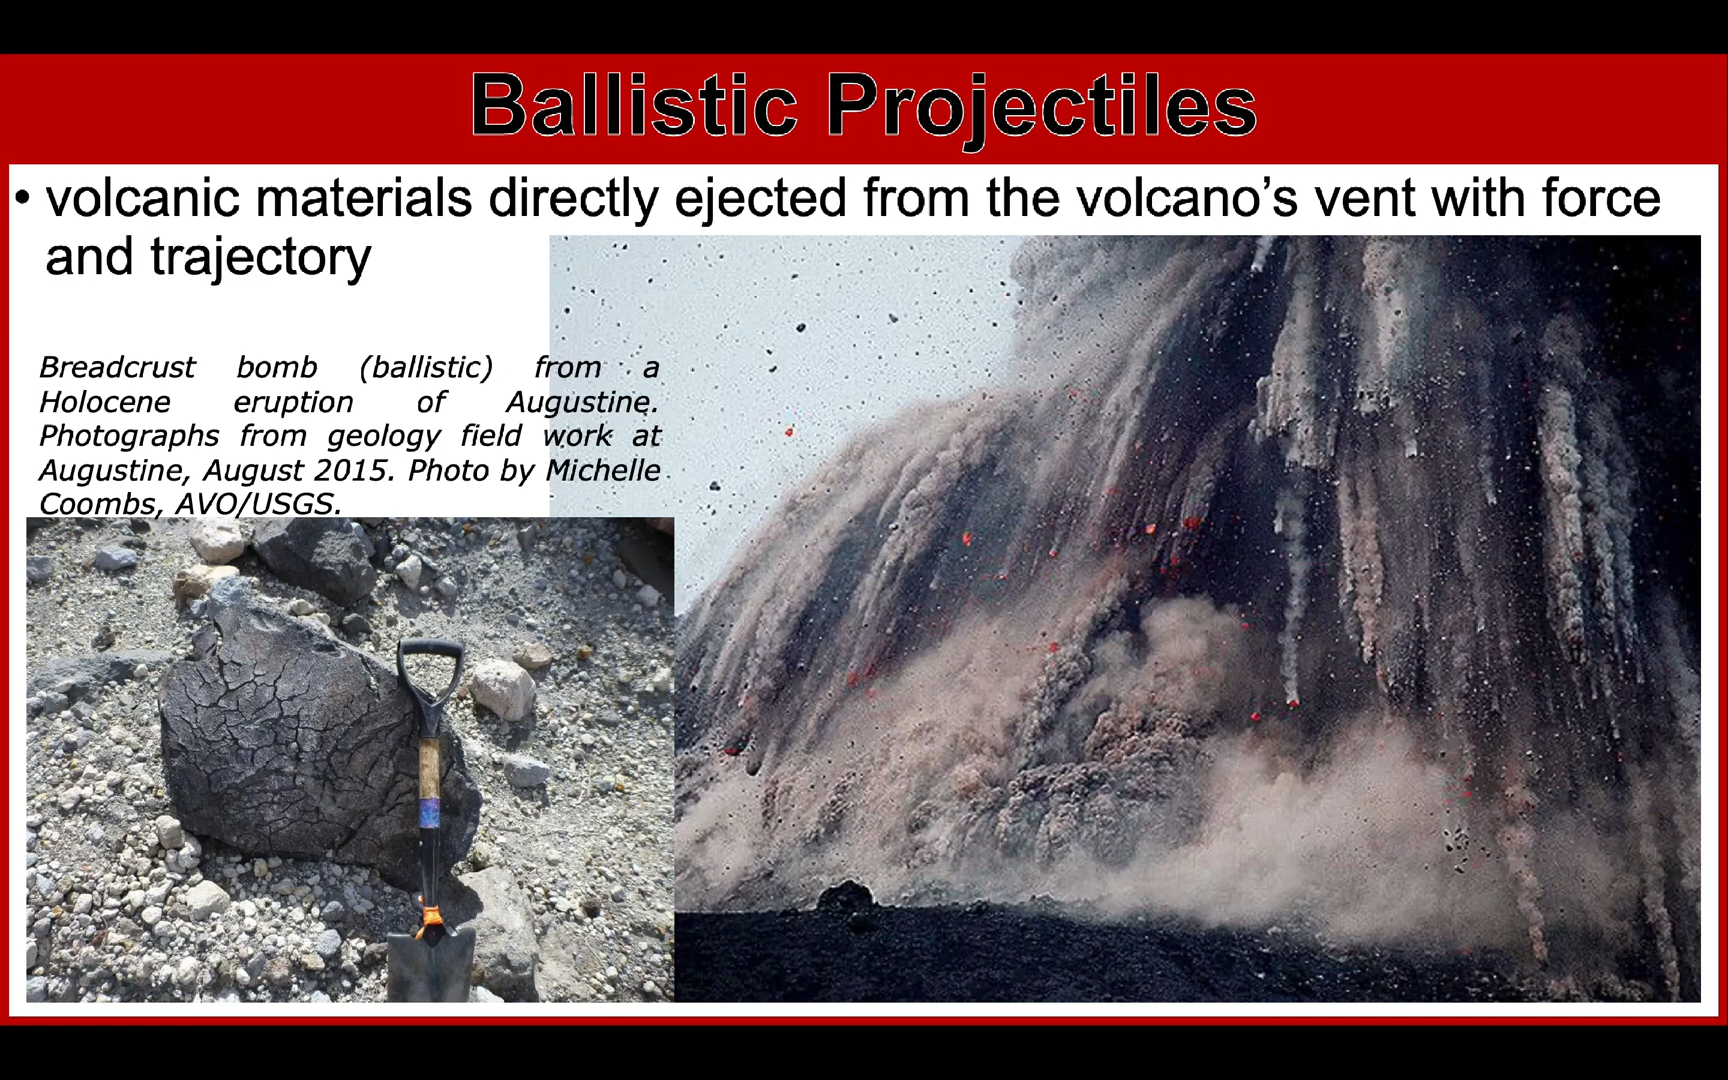 Ballistic Projectiles
• volcanic materials directly ejected from the volcano’s vent with force
and trajectory
Breadcrust bomb (ballistic) from a
Holocene eruption of Augustine.
Photographs from geology field work at
Augustine, August 2015. Photo by Michelle
Coombs, AVO/USGS.